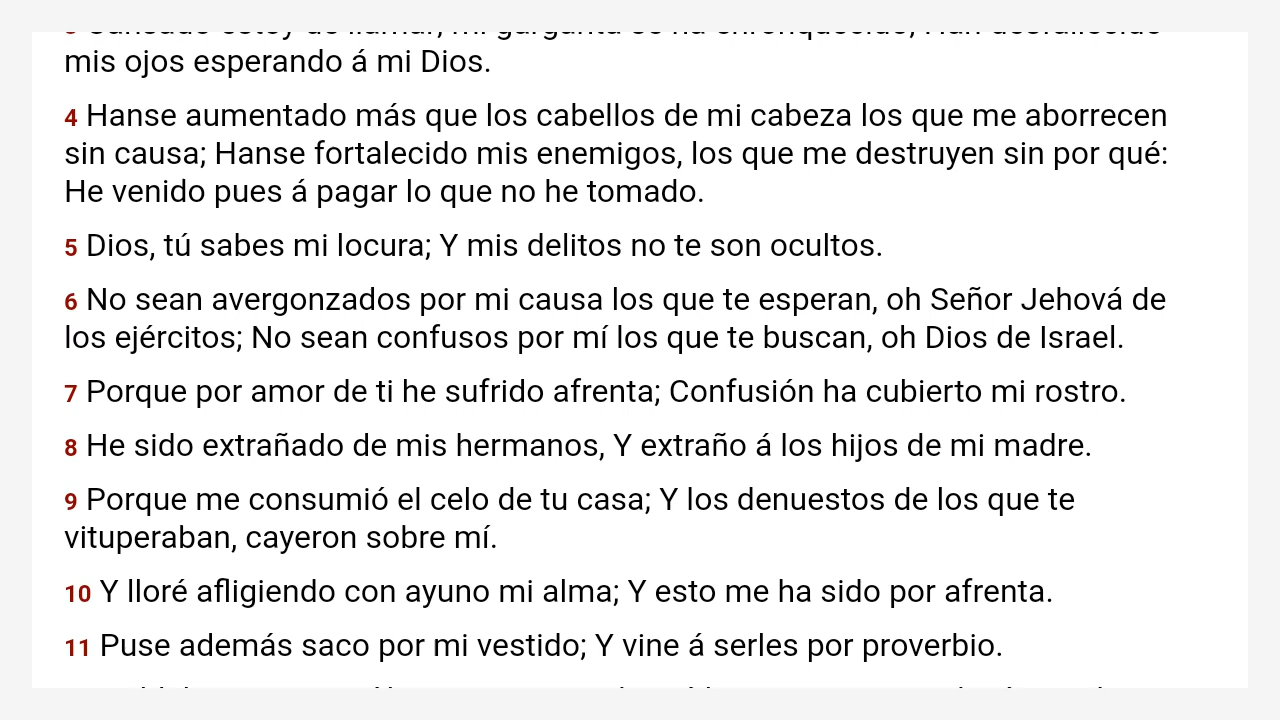 mis ojos esperando á mi Dios.
4 Hanse aumentado más que los cabellos de mi cabeza los que me aborrecen
sin causa; Hanse fortalecido mis enemigos, los que me destruyen sin por qué:
He venido pues á pagar lo que no he tomado.
5 Dios, tú sabes mi locura; Y mis delitos no te son ocultos.
6 No sean avergonzados por mi causa los que te esperan, oh Señor Jehová de
los ejércitos; No sean confusos por mí los que te buscan, oh Dios de Israel.
7 Porque por amor de ti he sufrido afrenta; Confusión ha cubierto mi rostro.
8 He sido extrañado de mis hermanos, Y extraño á los hijos de mi madre.
9 Porque me consumió el celo de tu casa; Y los denuestos de los que te
vituperaban, cayeron sobre mí.
10 Y lloré afligiendo con ayuno mi alma; Y esto me ha sido por afrenta.
11 Puse además saco por mi vestido; Y vine á serles por proverbio.